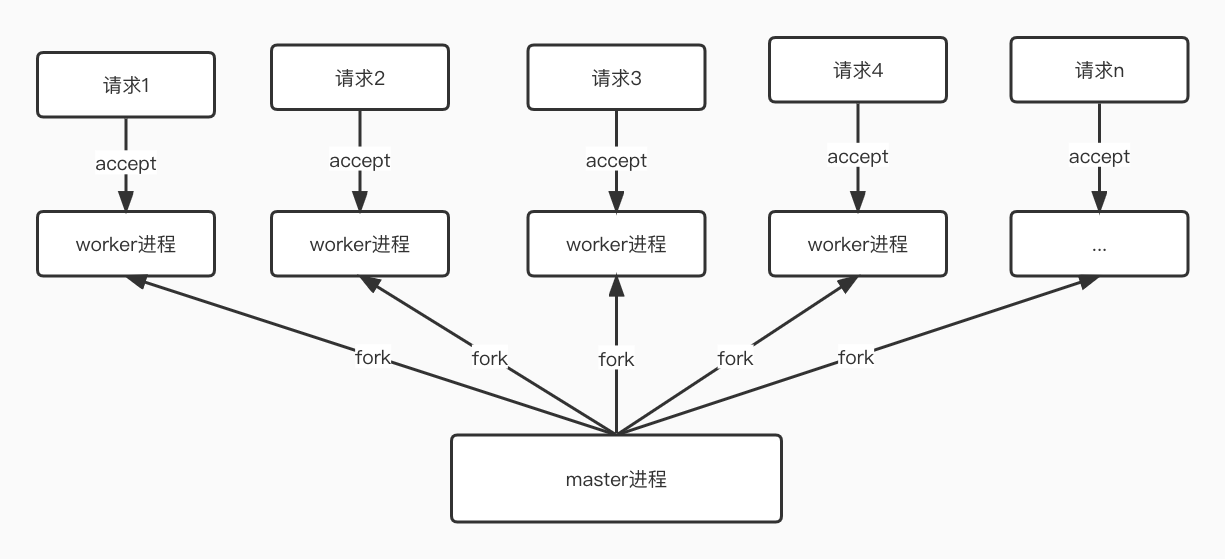 请求1
请求2
请求3
请求4
请求n
accept
accept
accept
accept
accept
worker进程
worker进程
worker进程
worker进程
...
fork
fork
fork
fork
fork
master进程